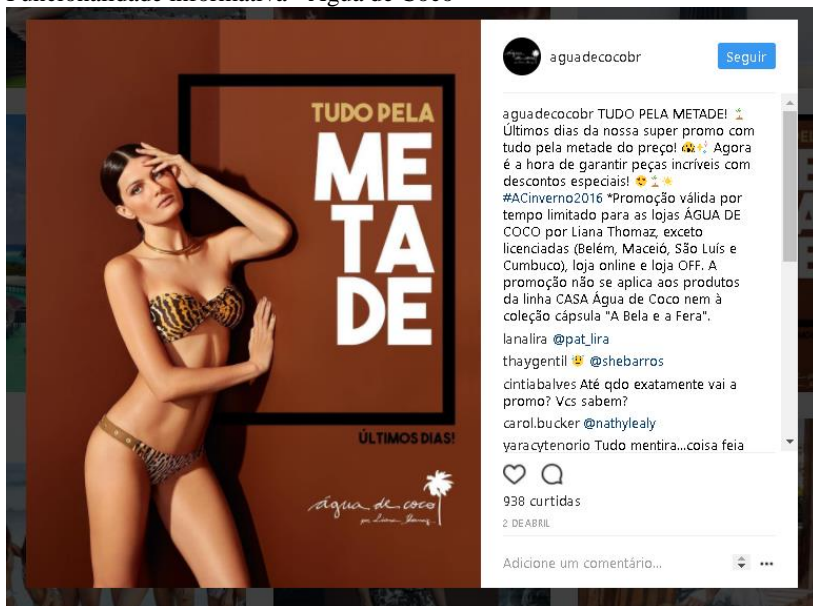 Funcionalidade informativa - Água de Coco
TUDO PELA
ME
TA
DE
ÚLTIMOS DIAS!
água de coco
por Liana Thomaz
aguadecocobr
Seguir
aguadecocobr TUDO PELA METADE! 🏝
Últimos dias da nossa super promo com
tudo pela metade do preço! 🙀✨ Agora
é a hora de garantir peças incríveis com
descontos especiais! 😍🏝☀
#ACinverno2016 *Promoção válida por
tempo limitado para as lojas ÁGUA DE
COCO por Liana Thomaz, exceto
licenciadas (Belém, Maceió, São Luís e
Cumbuco), loja online e loja OFF. A
promoção não se aplica aos produtos
da linha CASA Água de Coco nem à
coleção cápsula "A Bela e a Fera".
lanalira @pat_lira
thaygentil @shebarros
cintiabalves Até qdo exatamente vai a
promo? Vcs sabem?
carol.bucker @nathylealy
yaracytenorio Tudo mentira...coisa feia
938 curtidas
2 DE ABRIL
Adicione um comentário...